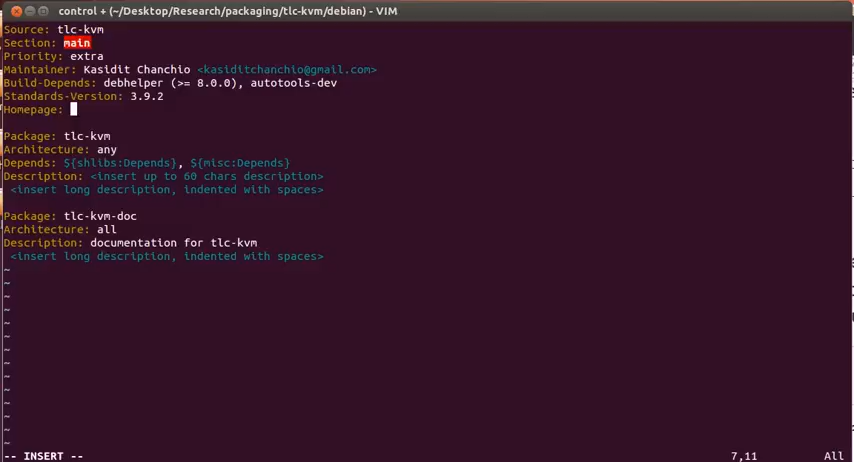 control + (~/Desktop/Research/packaging/tlc-kvm/debian) - VIM
Source: tlc-kvm
Section: main
Priority: extra
Maintainer: Kasidit Chanchio <kasiditchanchio@gmail.com>
Build-Depends: debhelper (>= 8.0.0), autotools-dev
Standards-Version: 3.9.2
Homepage:
Package: tlc-kvm
Architecture: any
Depends: ${shlibs:Depends}, ${misc:Depends}
Description: <insert up to 60 chars description>
 <insert long description, indented with spaces>
Package: tlc-kvm-doc
Architecture: all
Description: documentation for tlc-kvm
 <insert long description, indented with spaces>
~
~
~
~
~
~
~
~
~
~
~
~
~
~
-- INSERT -- 7,11 All